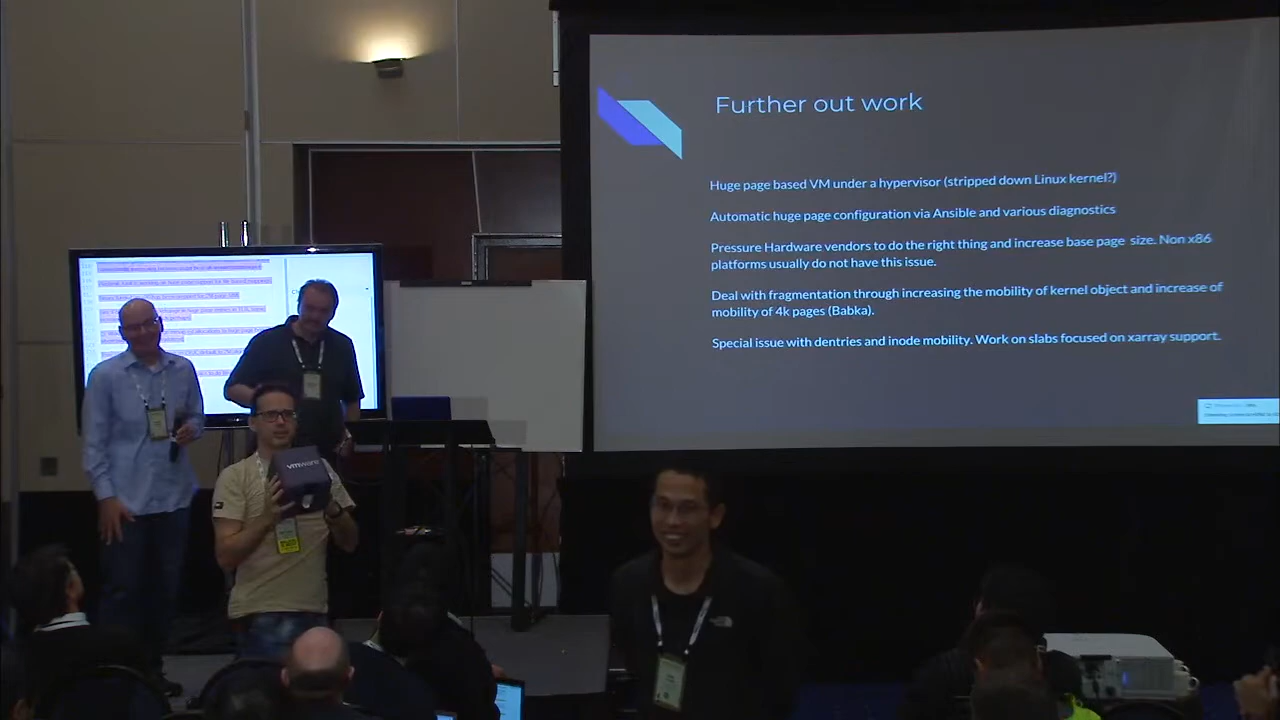 Further out work
Huge page based VM under a hypervisor (stripped down Linux kernel?)
Automatic huge page configuration via Ansible and various diagnostics
Pressure Hardware vendors to do the right thing and increase base page size. Non x86
platforms usually do not have this issue.
Deal with fragmentation through increasing the mobility of kernel object and increase of
mobility of 4k pages (Babka).
Special issue with dentries and inode mobility. Work on slabs focused on xarray support.
vmware